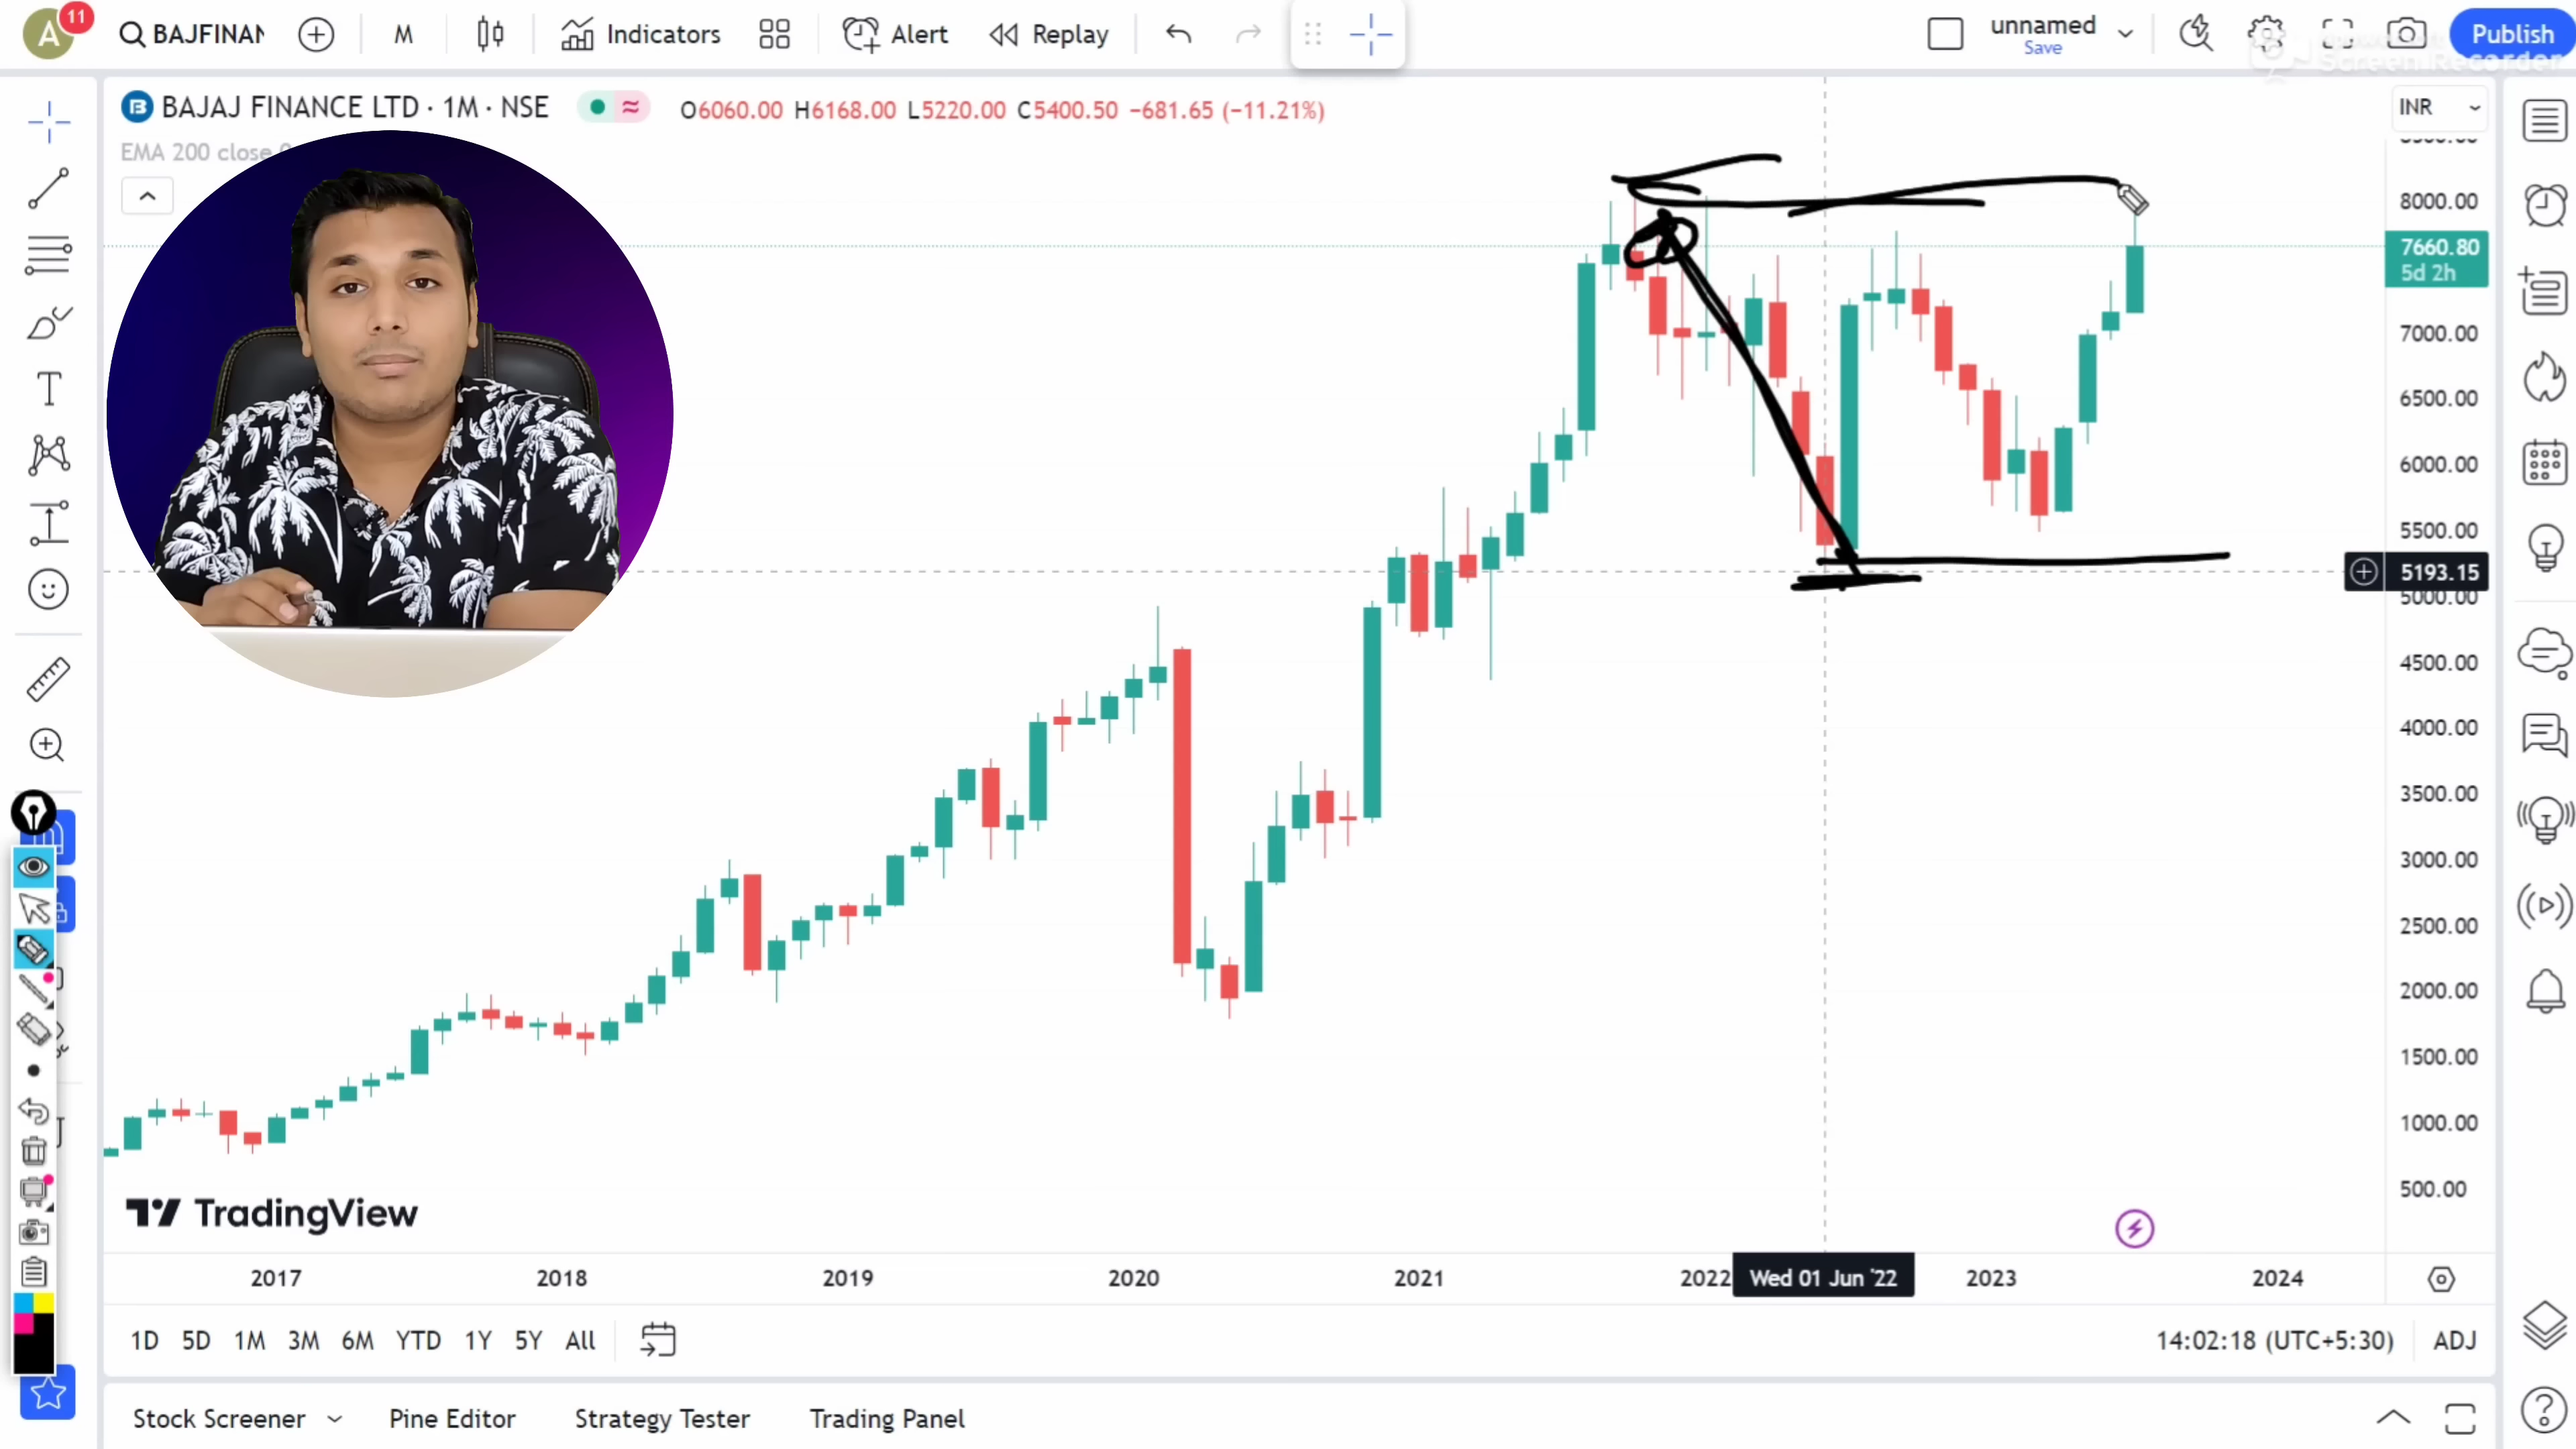 A 11 BAJFINAN M Indicators Alert Replay unnamed Save Publish
Screen Recorder
BAJAJ FINANCE LTD · 1M · NSE O6060.00 H6168.00 L5220.00 C5400.50 −681.65 (−11.21%) INR
EMA 200 close
8000.00
7660.80
5d 2h
7000.00
6500.00
6000.00
5500.00
5193.15
5000.00
4500.00
4000.00
3500.00
3000.00
2500.00
2000.00
1500.00
1000.00
500.00
TradingView
2017 2018 2019 2020 2021 2022 Wed 01 Jun '22 2023 2024
1D 5D 1M 3M 6M YTD 1Y 5Y All 14:02:18 (UTC+5:30) ADJ
Stock Screener Pine Editor Strategy Tester Trading Panel